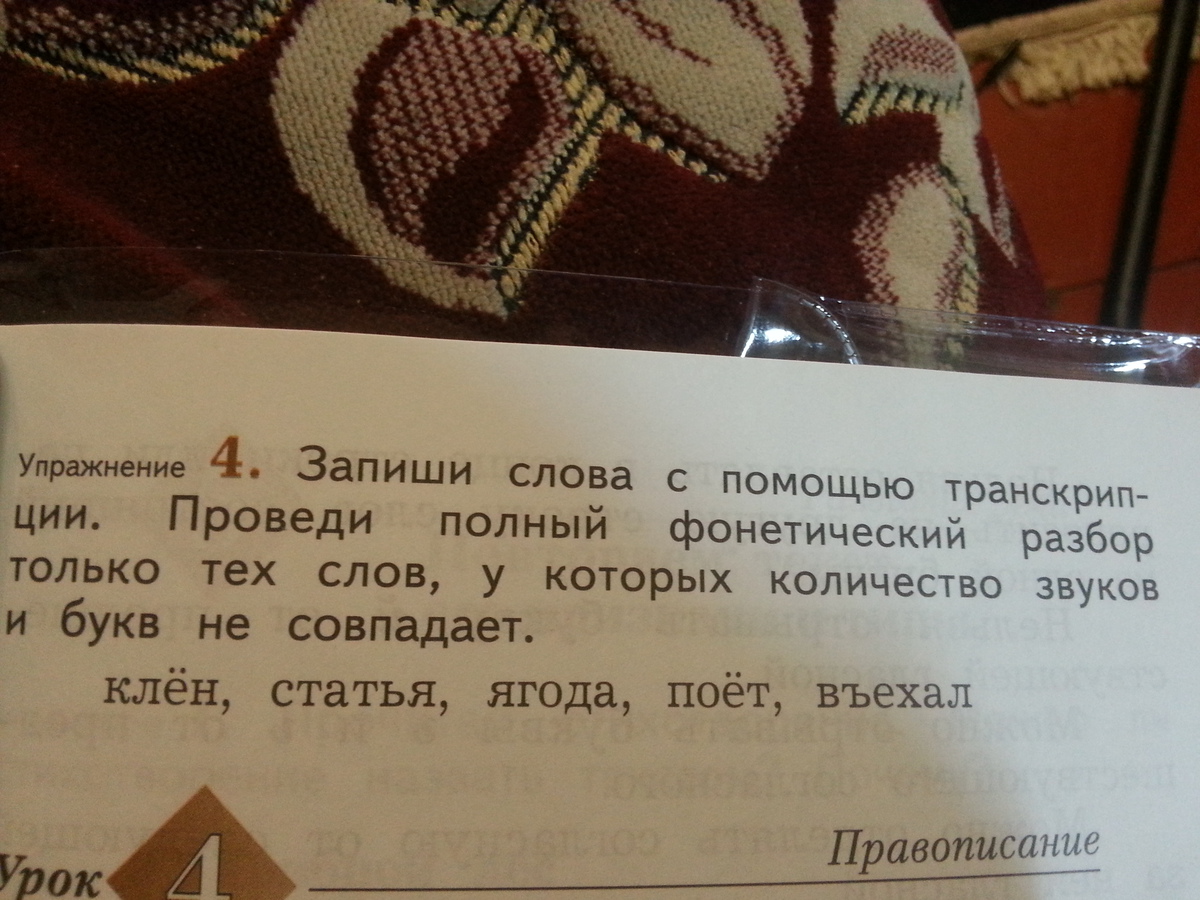 Упражнение 4. Запиши слова с помощью транскрип-
ции. Проведи полный фонетический разбор
только тех слов, у которых количество звуков
и букв не совпадает.
клён, статья, ягода, поёт, въехал
Правописание
Урок 4